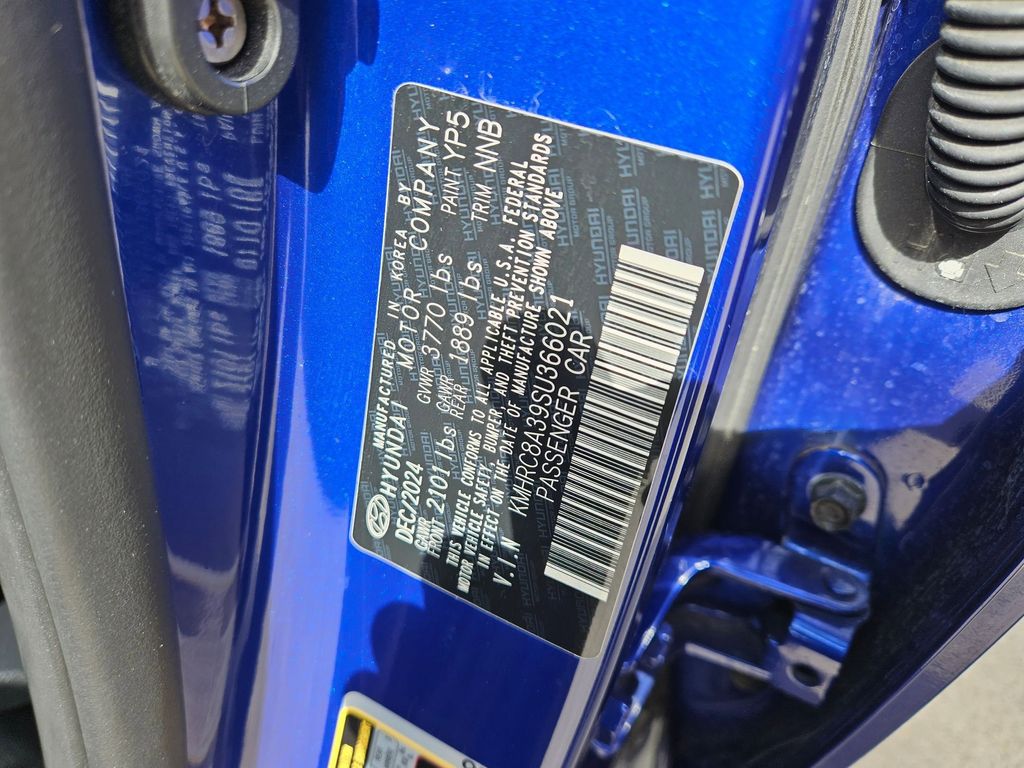 MANUFACTURED IN KOREA BY
HYUNDAI MOTOR COMPANY
DEC/2024 GVWR 3770 lbs PAINT YP5
GAWR FRONT 2101 lbs GAWR REAR 1889 lbs TRIM NNB
THIS VEHICLE CONFORMS TO ALL APPLICABLE U.S.A. FEDERAL
MOTOR VEHICLE SAFETY, BUMPER, AND THEFT PREVENTION STANDARDS
IN EFFECT ON THE DATE OF MANUFACTURE SHOWN ABOVE
V.I.N KMHRC8A39SU366021
PASSENGER CAR